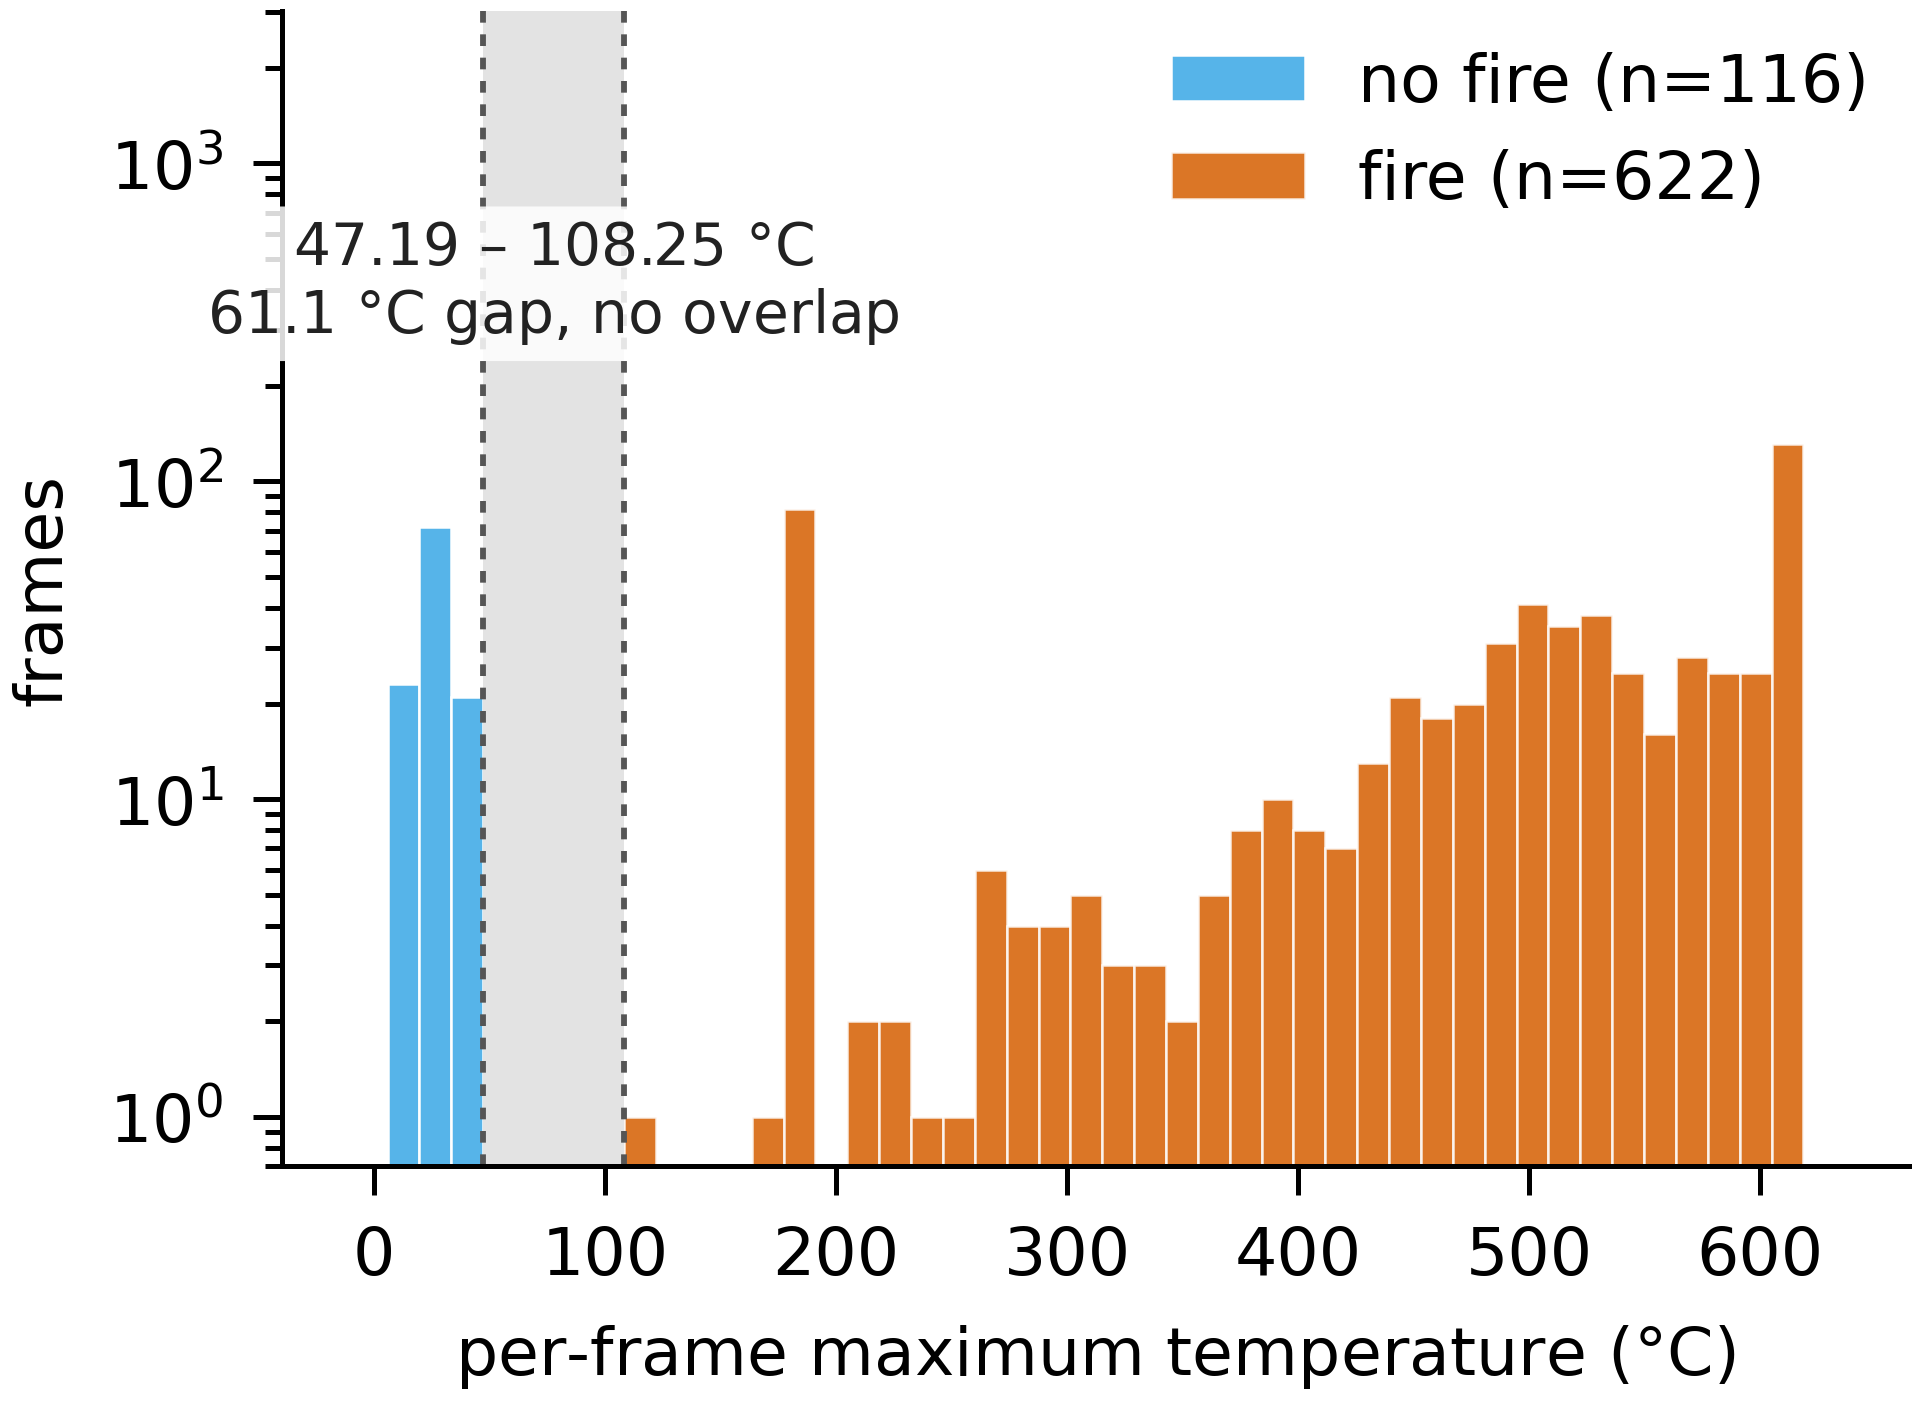 no fire (n=116)
fire (n=622)
47.19 – 108.25 °C
61.1 °C gap, no overlap
10³
10²
10¹
10⁰
frames
0 100 200 300 400 500 600
per-frame maximum temperature (°C)